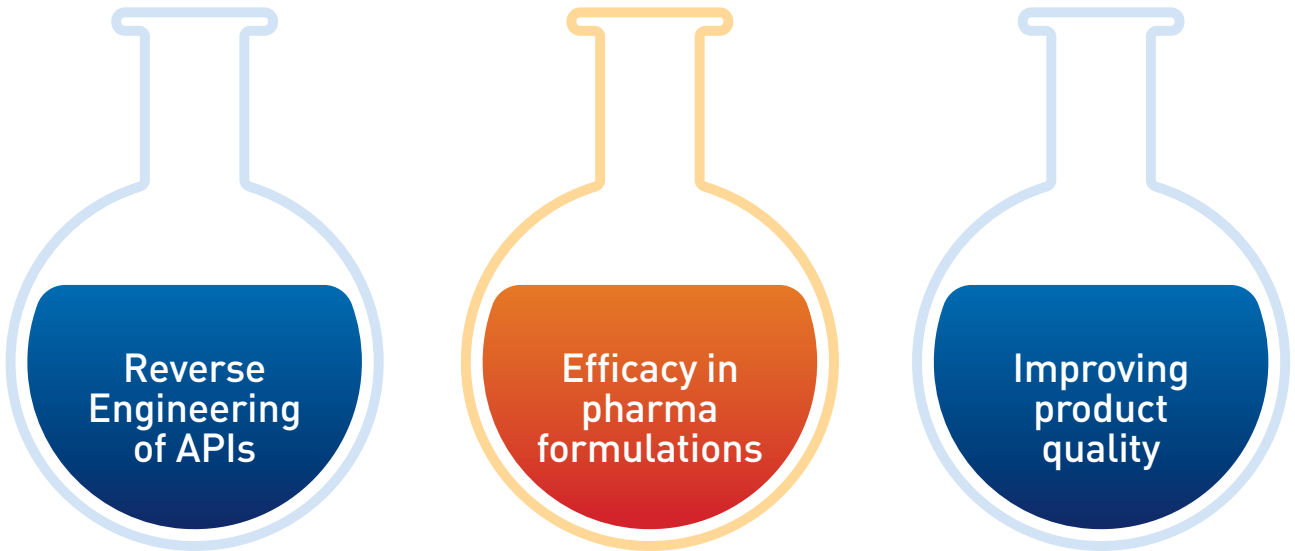 Reverse
Engineering
of APIs
Efficacy in
pharma
formulations
Improving
product
quality